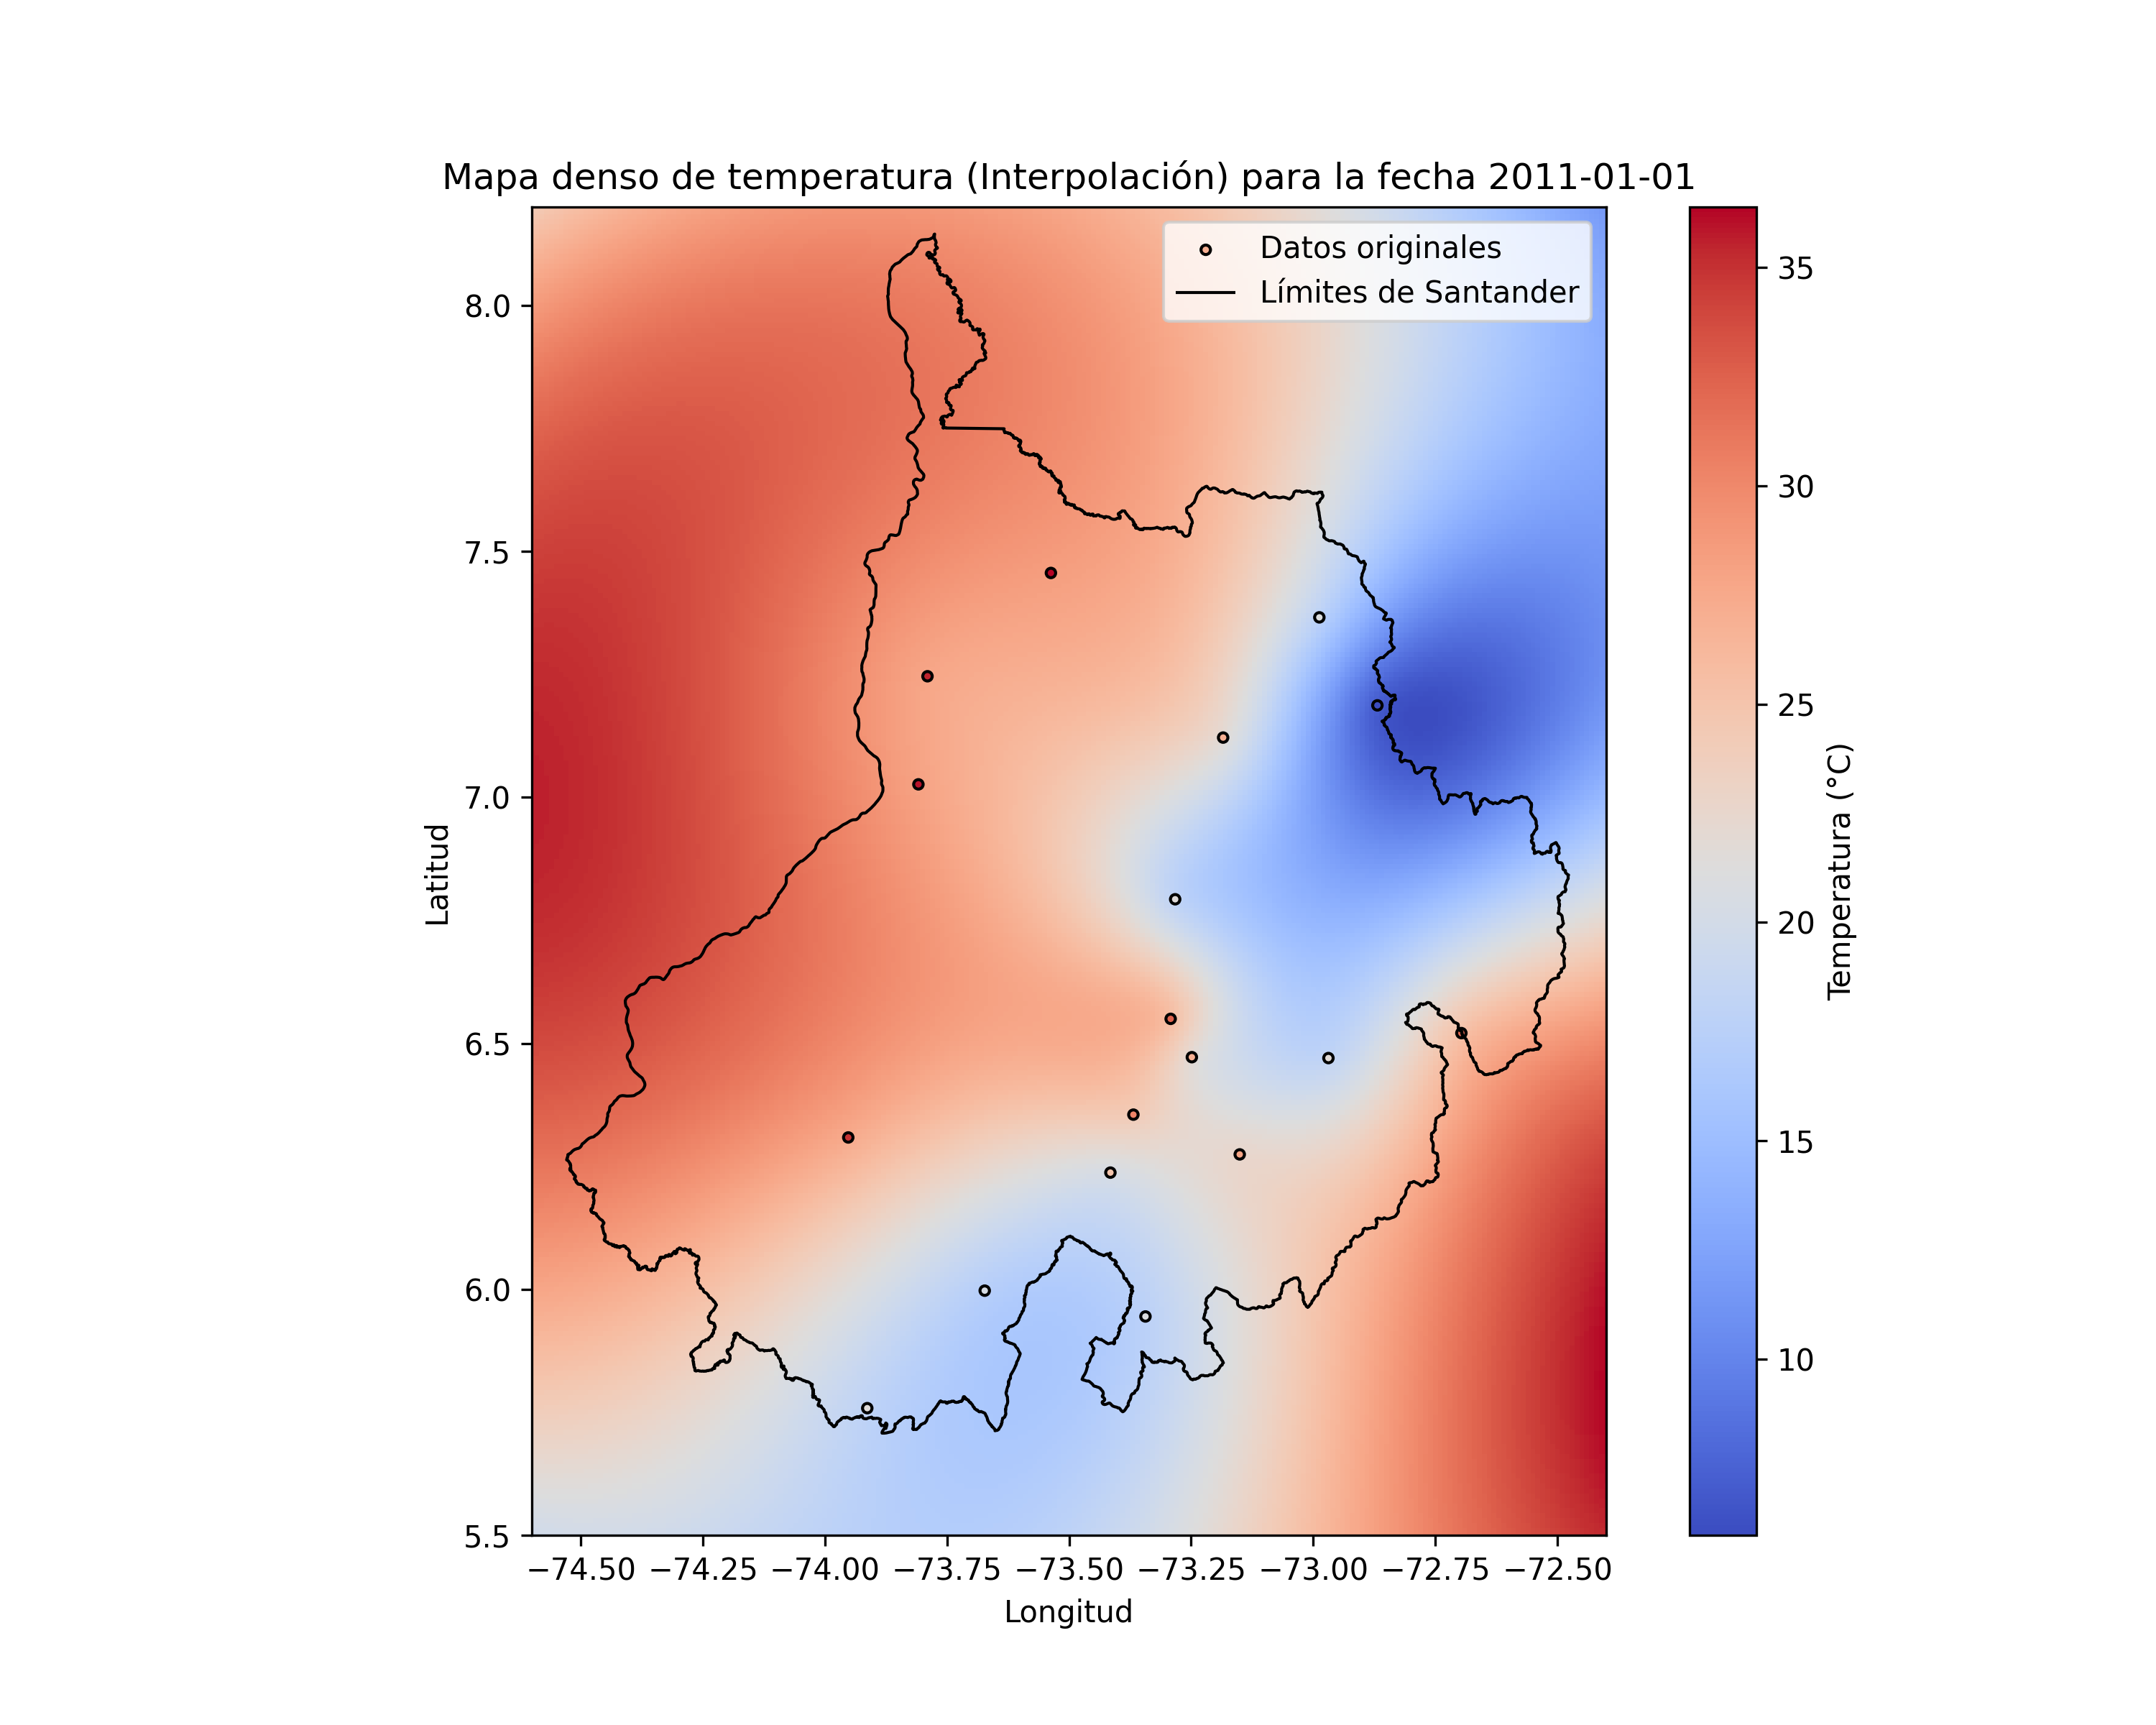 Mapa denso de temperatura (Interpolación) para la fecha 2011-01-01
Datos originales
Límites de Santander
8.0
7.5
7.0
6.5
6.0
5.5
Latitud
−74.50 −74.25 −74.00 −73.75 −73.50 −73.25 −73.00 −72.75 −72.50
Longitud
35
30
25
20
15
10
Temperatura (°C)